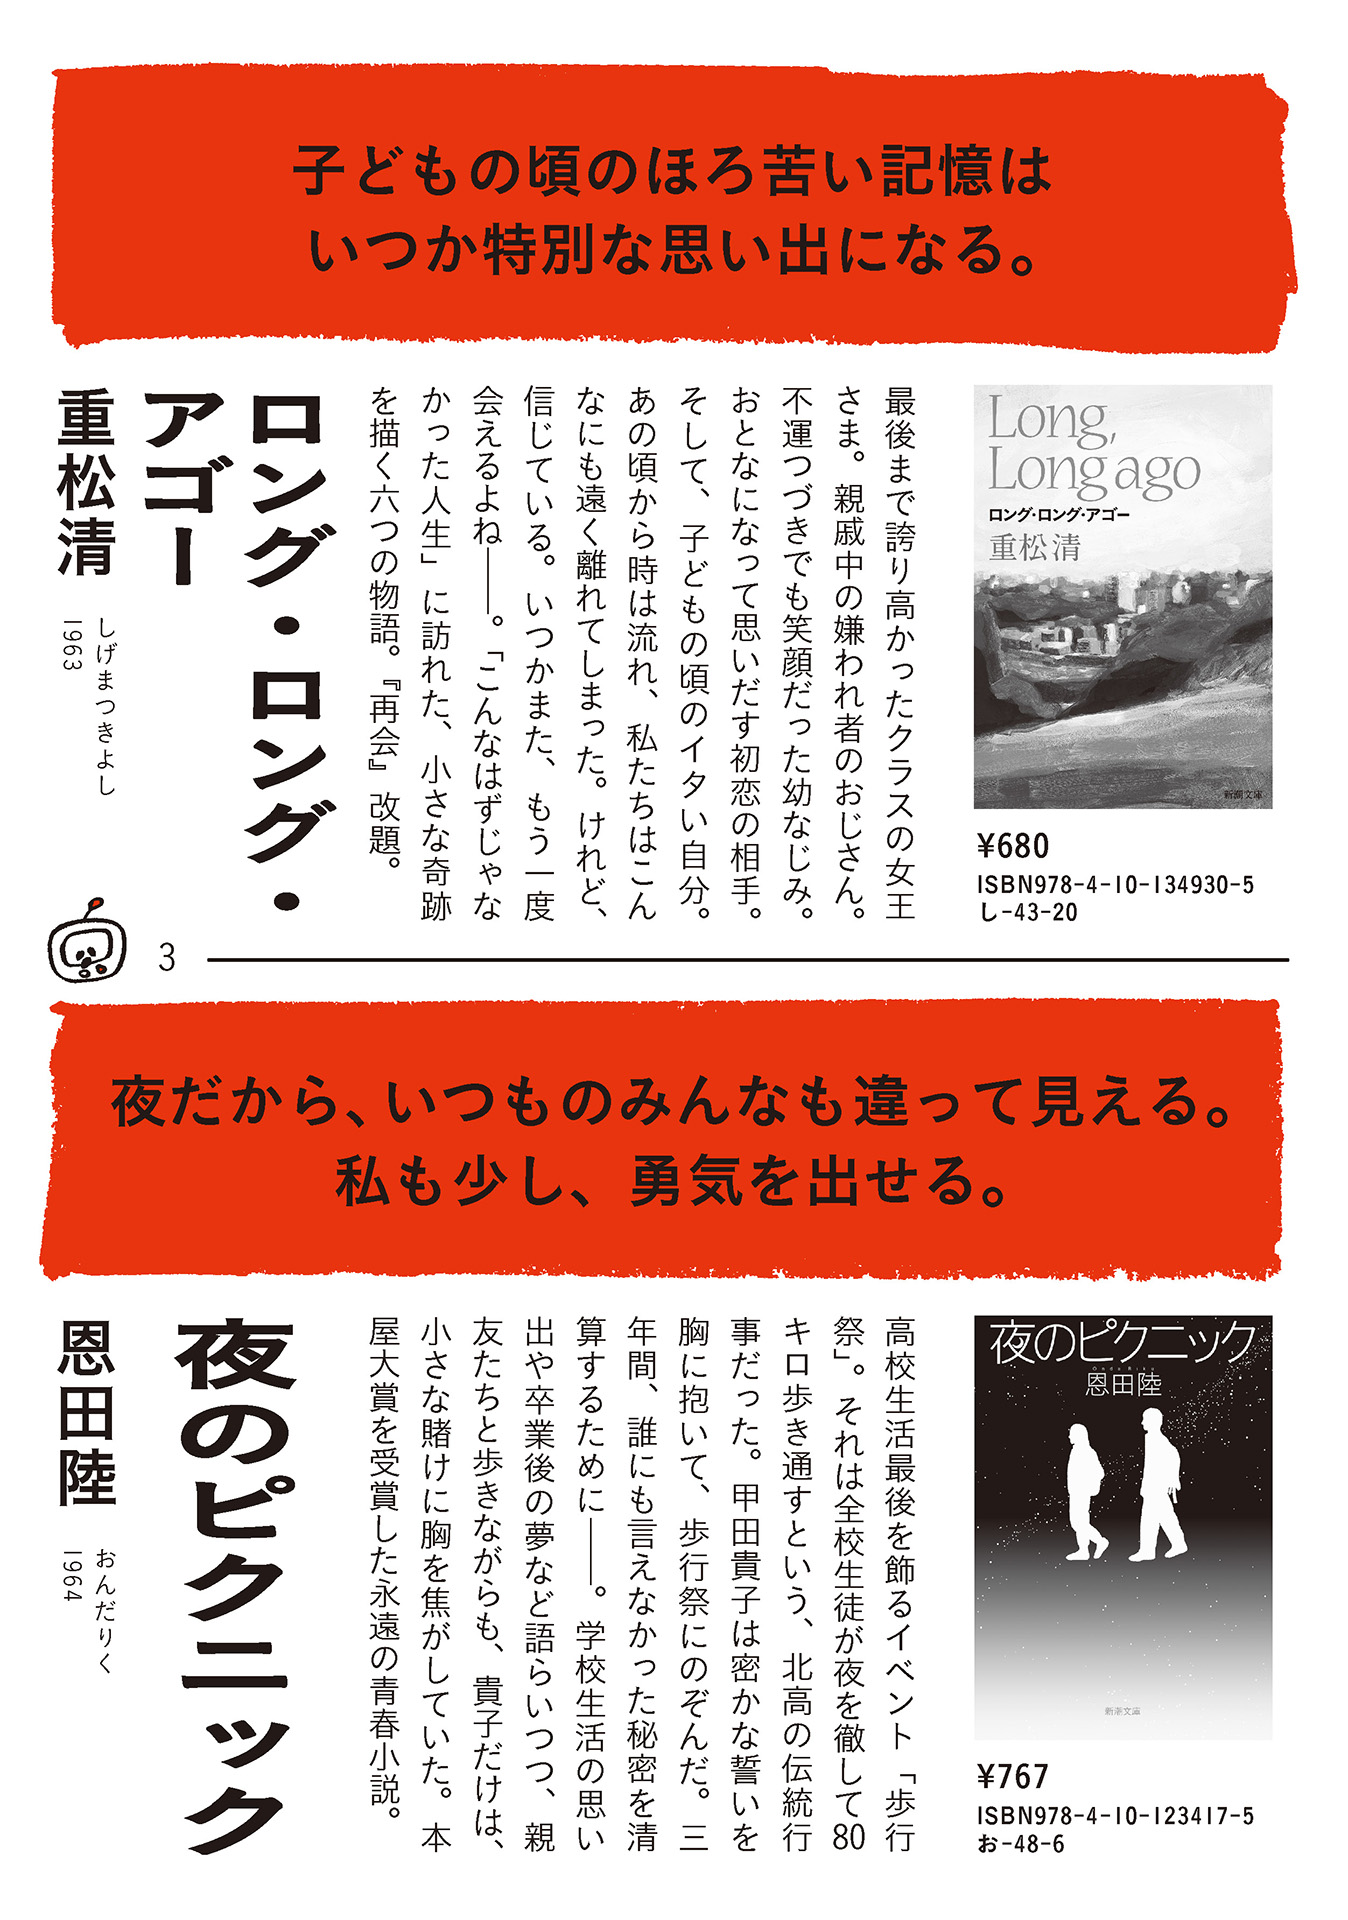 子どもの頃のほろ苦い記憶は
いつか特別な思い出になる。
Long,
Long ago
ロング・ロング・アゴー
重松清
新潮文庫
¥680
ISBN978-4-10-134930-5
し-43-20
最後まで誇り高かったクラスの女王
さま。親戚中の嫌われ者のおじさん。
不運つづきでも笑顔だった幼なじみ。
おとなになって思いだす初恋の相手。
そして、子どもの頃のイタい自分。
あの頃から時は流れ、私たちはこん
なにも遠く離れてしまった。けれど、
信じている。いつかまた、もう一度
会えるよね――。「こんなはずじゃな
かった人生」に訪れた、小さな奇跡
を描く六つの物語。『再会』改題。
ロング・ロング・
アゴー
重松清
しげまつきよし
1963
3
夜だから、いつものみんなも違って見える。
私も少し、勇気を出せる。
夜のピクニック
Onda Riku
恩田陸
新潮文庫
¥767
ISBN978-4-10-123417-5
お-48-6
高校生活最後を飾るイベント「歩行
祭」。それは全校生徒が夜を徹して80
キロ歩き通すという、北高の伝統行
事だった。甲田貴子は密かな誓いを
胸に抱いて、歩行祭にのぞんだ。三
年間、誰にも言えなかった秘密を清
算するために――。学校生活の思い
出や卒業後の夢など語らいつつ、親
友たちと歩きながらも、貴子だけは、
小さな賭けに胸を焦がしていた。本
屋大賞を受賞した永遠の青春小説。
夜のピクニック
恩田陸
おんだりく
1964